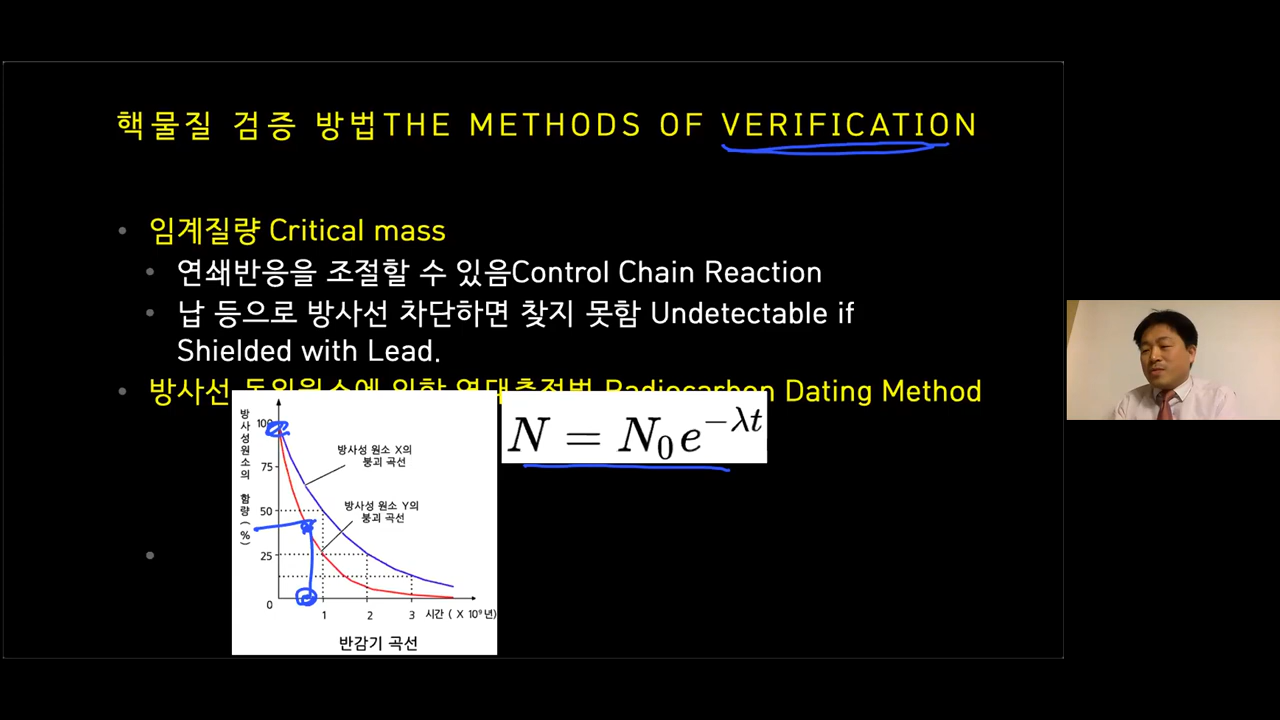 핵물질 검증 방법THE METHODS OF VERIFICATION
• 임계질량 Critical mass
• 연쇄반응을 조절할 수 있음Control Chain Reaction
• 납 등으로 방사선 차단하면 찾지 못함 Undetectable if
Shielded with Lead.
• 방사선 동위원소에 의한 연대측정법 Radiocarbon Dating Method
방사성 원소의 함량 (%)
100
75
50
25
0
방사성 원소 X의
붕괴 곡선
방사성 원소 Y의
붕괴 곡선
1 2 3 시간 ( X 10⁹년)
반감기 곡선
N = N₀e^{-λt}